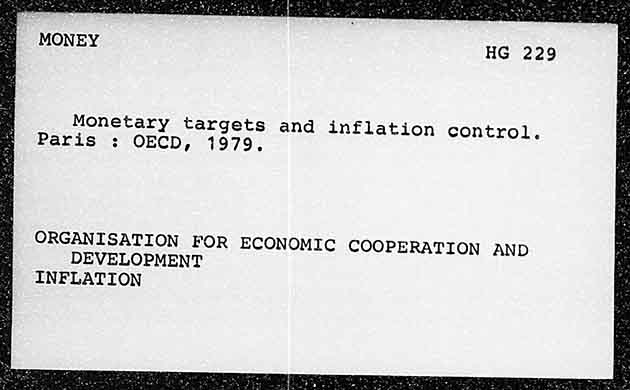 MONEY
HG 229
Monetary targets and inflation control.
Paris : OECD, 1979.
ORGANISATION FOR ECONOMIC COOPERATION AND
DEVELOPMENT
INFLATION